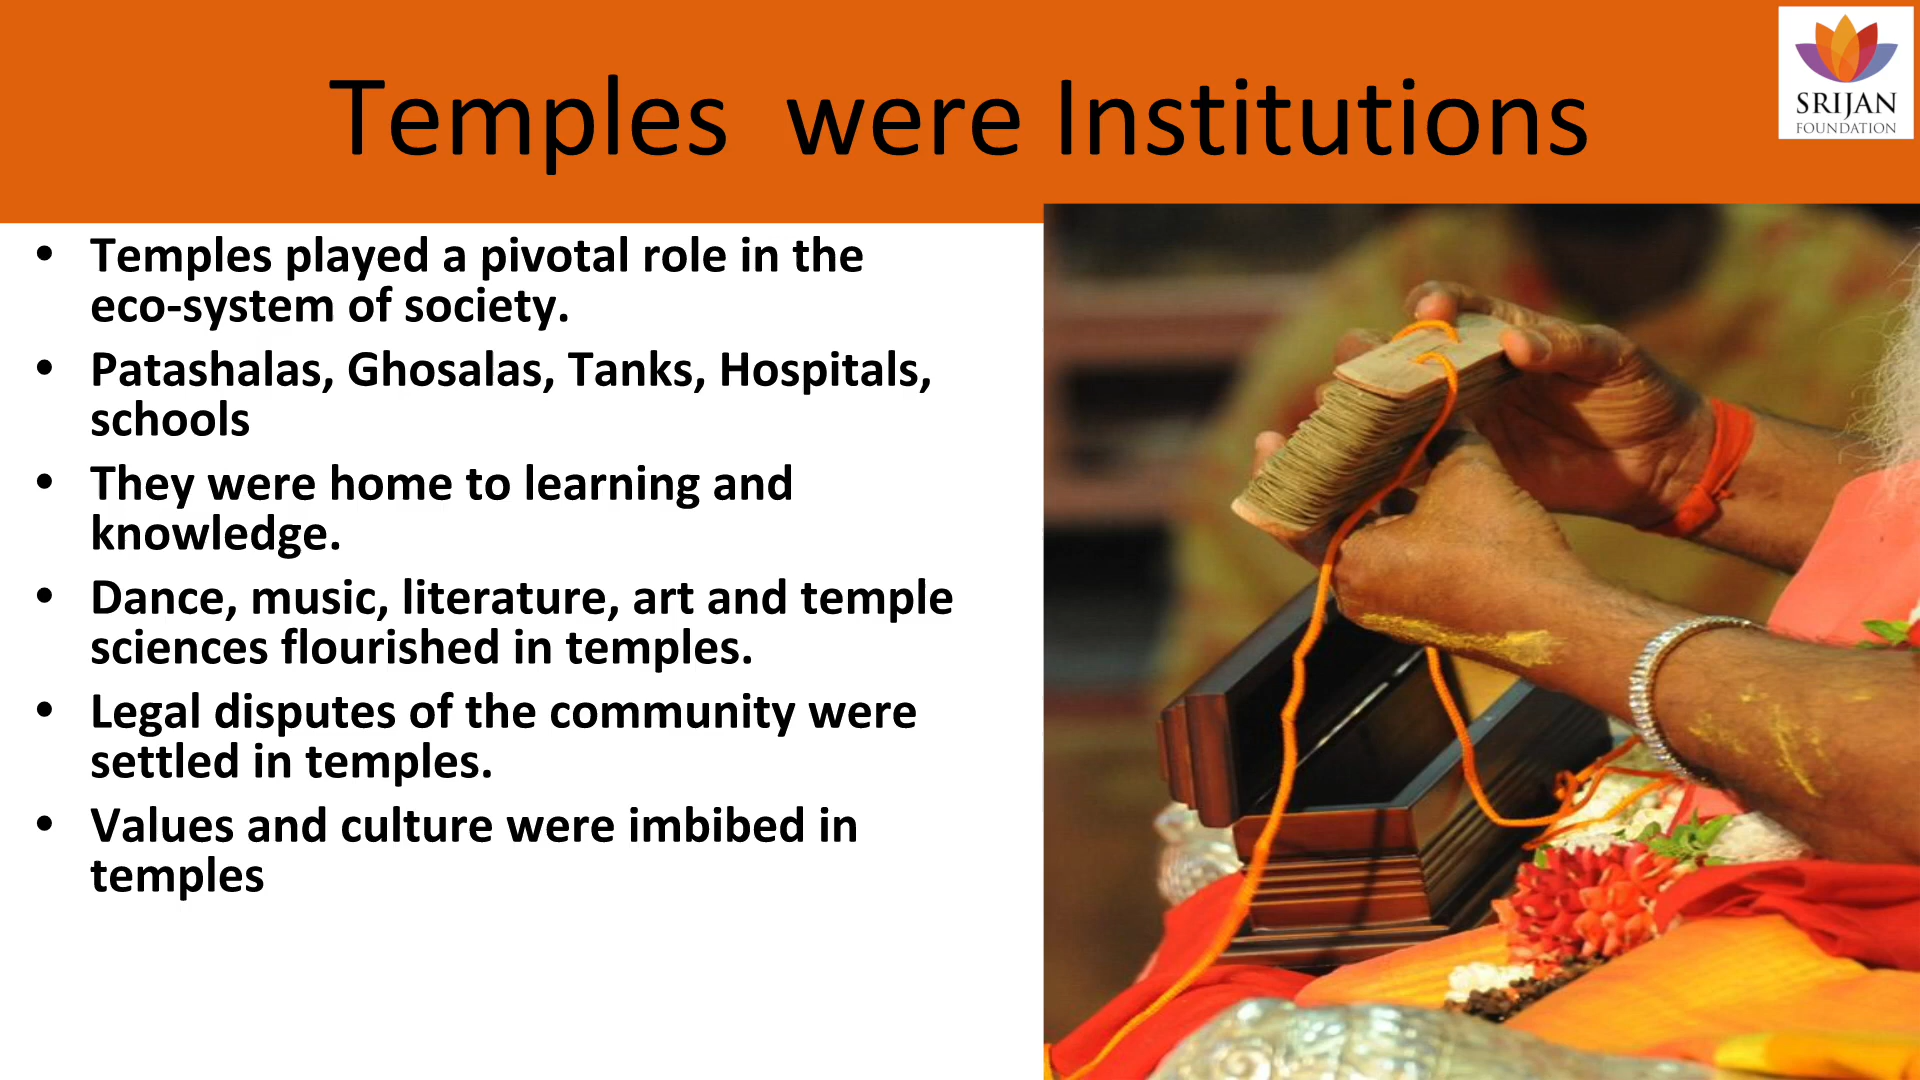 Temples  were Institutions
SRIJAN
FOUNDATION
• Temples played a pivotal role in the
eco-system of society.
• Patashalas, Ghosalas, Tanks, Hospitals,
schools
• They were home to learning and
knowledge.
• Dance, music, literature, art and temple
sciences flourished in temples.
• Legal disputes of the community were
settled in temples.
• Values and culture were imbibed in
temples